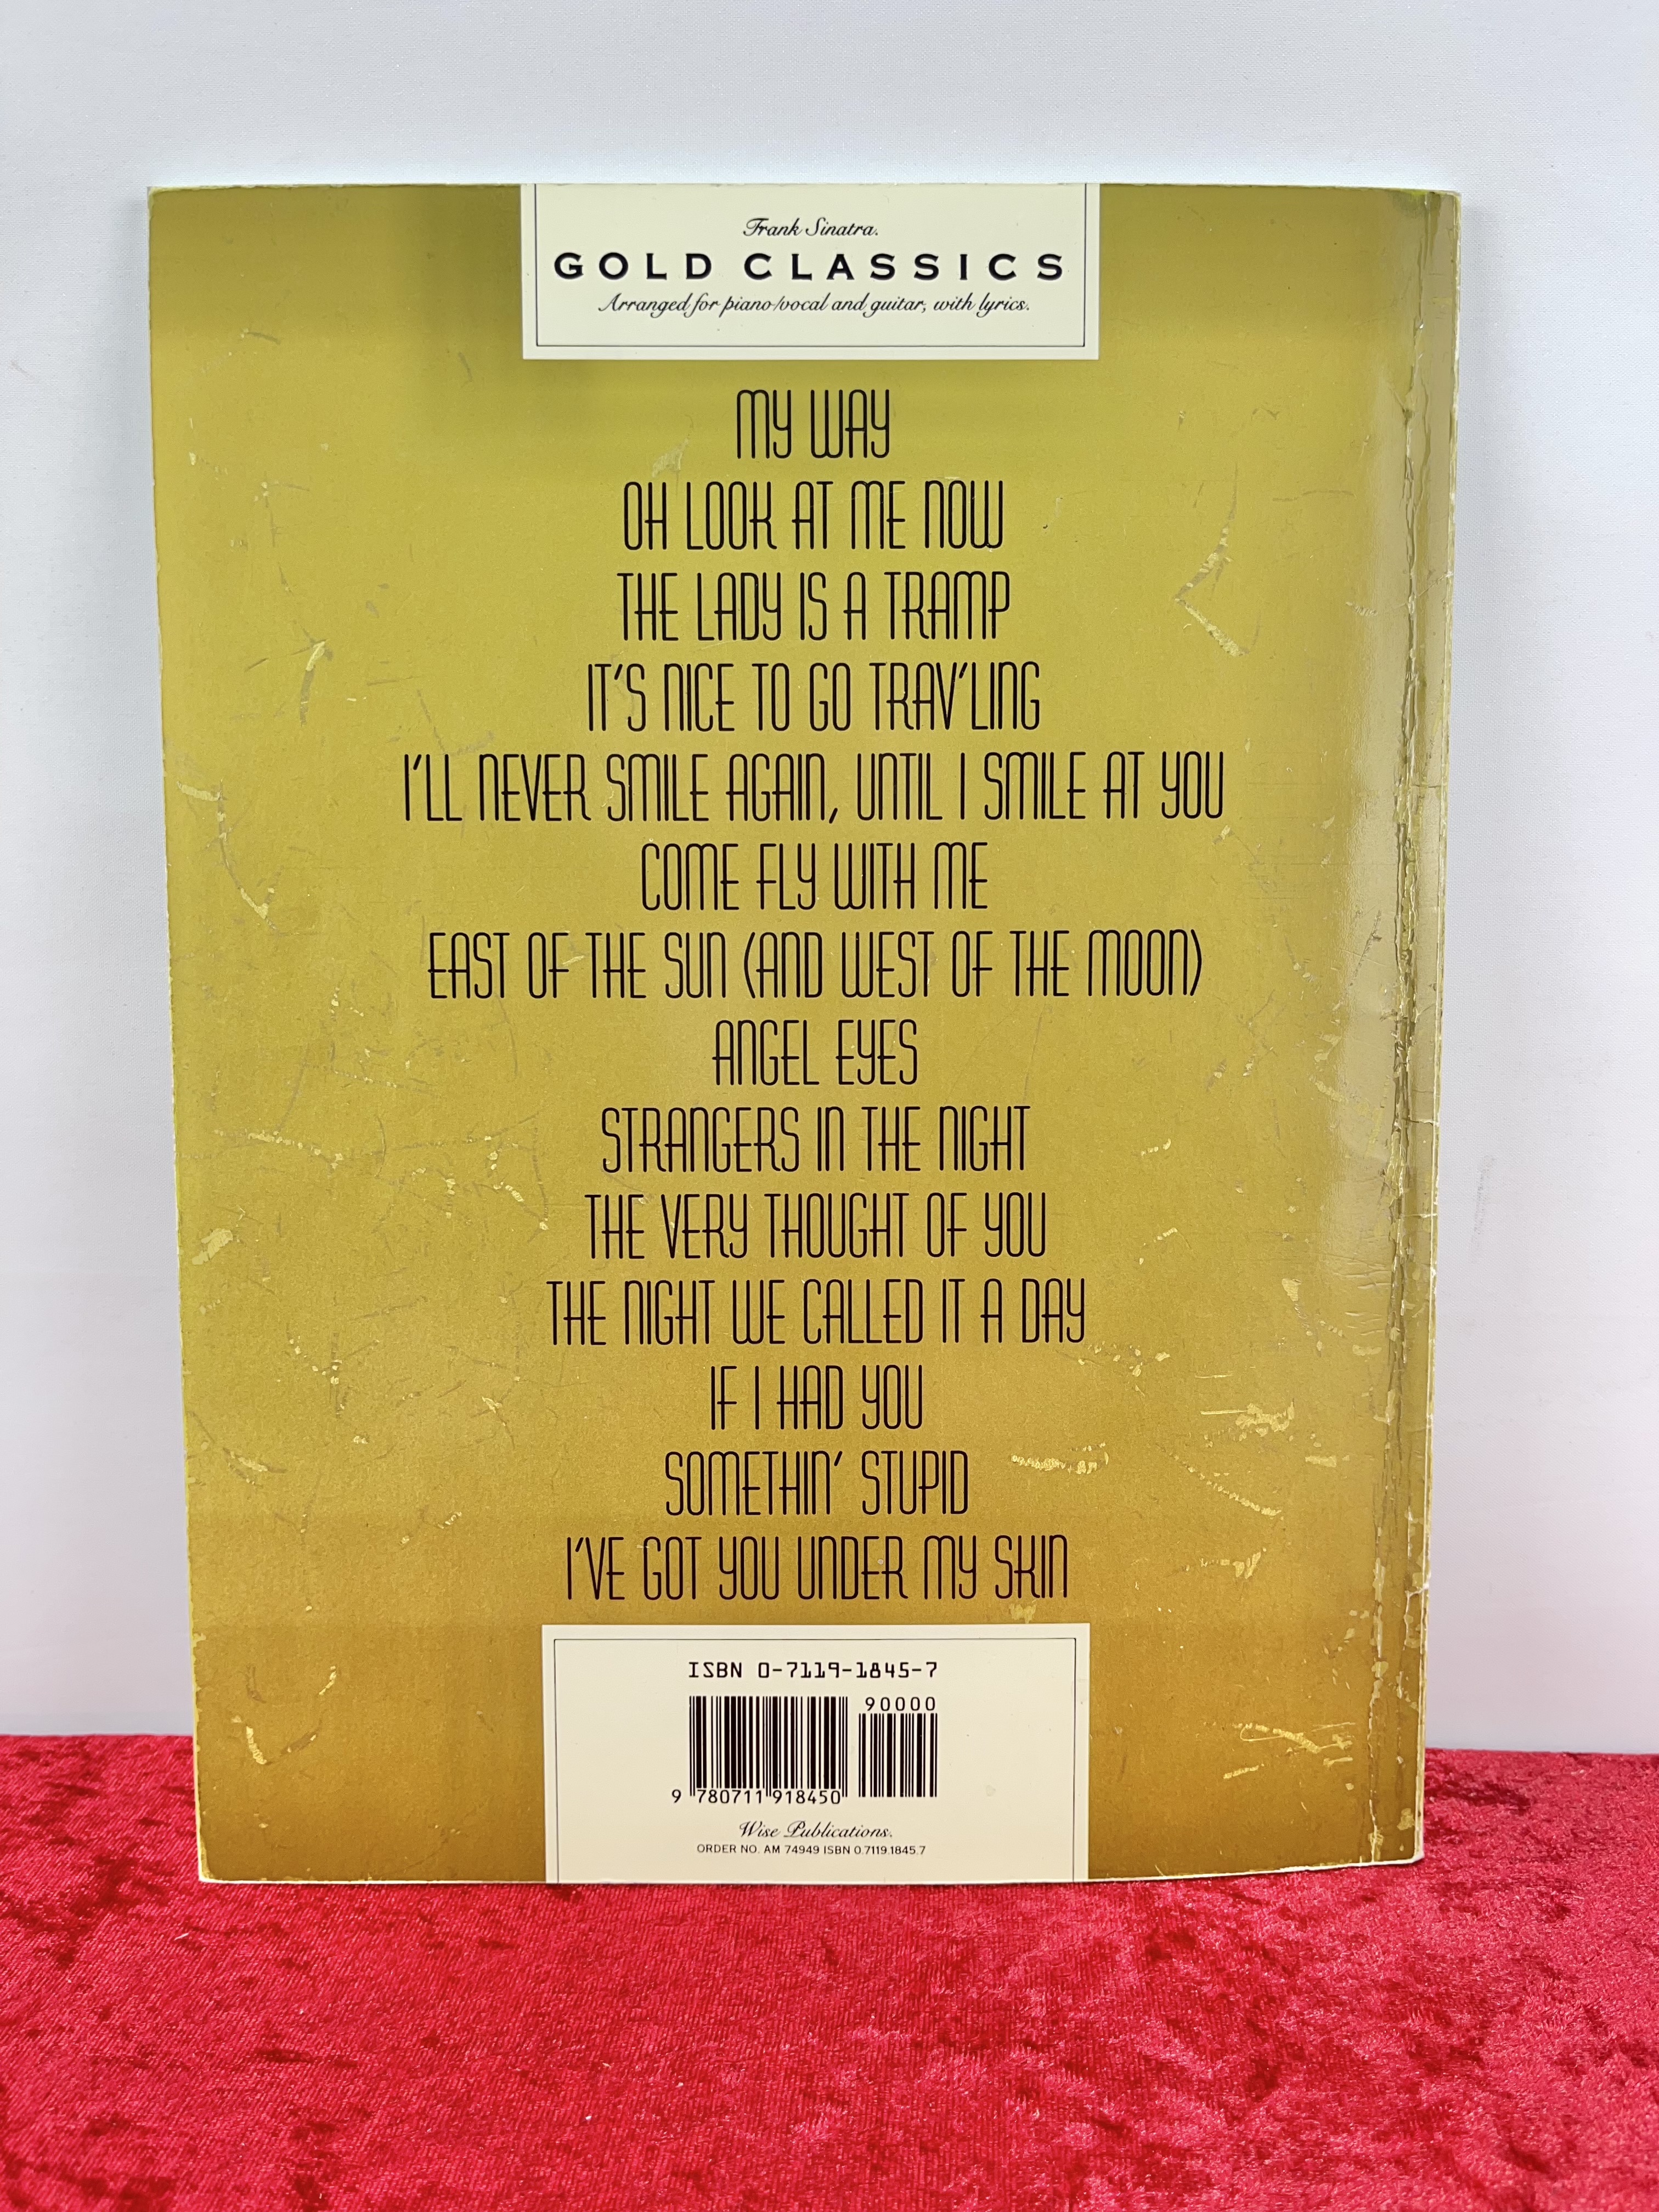 Frank Sinatra.
GOLD CLASSICS
Arranged for piano/vocal and guitar, with lyrics.
MY WAY
OH LOOK AT ME NOW
THE LADY IS A TRAMP
IT'S NICE TO GO TRAV'LING
I'LL NEVER SMILE AGAIN, UNTIL I SMILE AT YOU
COME FLY WITH ME
EAST OF THE SUN (AND WEST OF THE MOON)
ANGEL EYES
STRANGERS IN THE NIGHT
THE VERY THOUGHT OF YOU
THE NIGHT WE CALLED IT A DAY
IF I HAD YOU
SOMETHIN' STUPID
I'VE GOT YOU UNDER MY SKIN
ISBN 0-7119-1845-7
90000
9 780711 918450
Wise Publications.
ORDER NO. AM 74949 ISBN 0.7119.1845.7